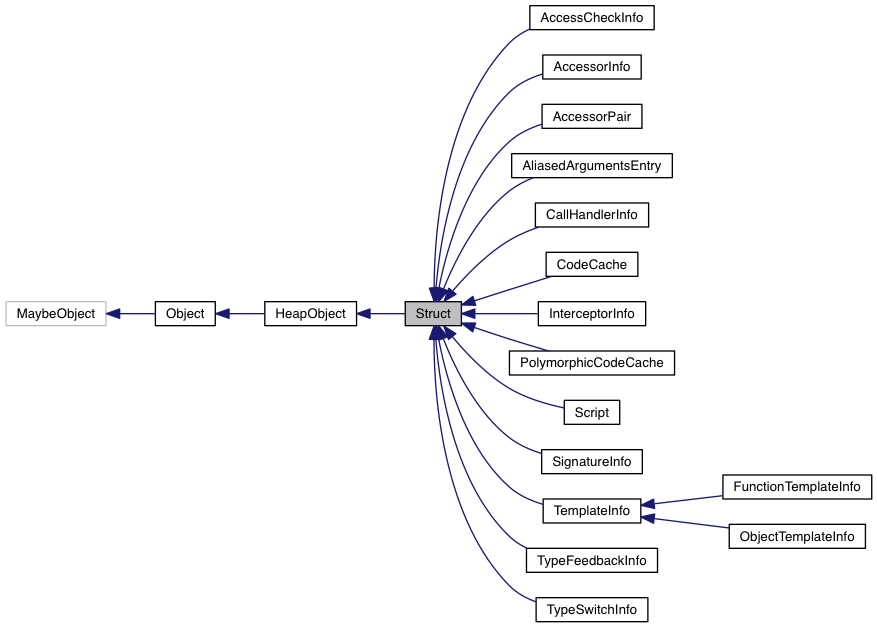 AccessCheckInfo
AccessorInfo
AccessorPair
AliasedArgumentsEntry
CallHandlerInfo
CodeCache
MaybeObject
Object
HeapObject
Struct
InterceptorInfo
PolymorphicCodeCache
Script
SignatureInfo
FunctionTemplateInfo
TemplateInfo
ObjectTemplateInfo
TypeFeedbackInfo
TypeSwitchInfo